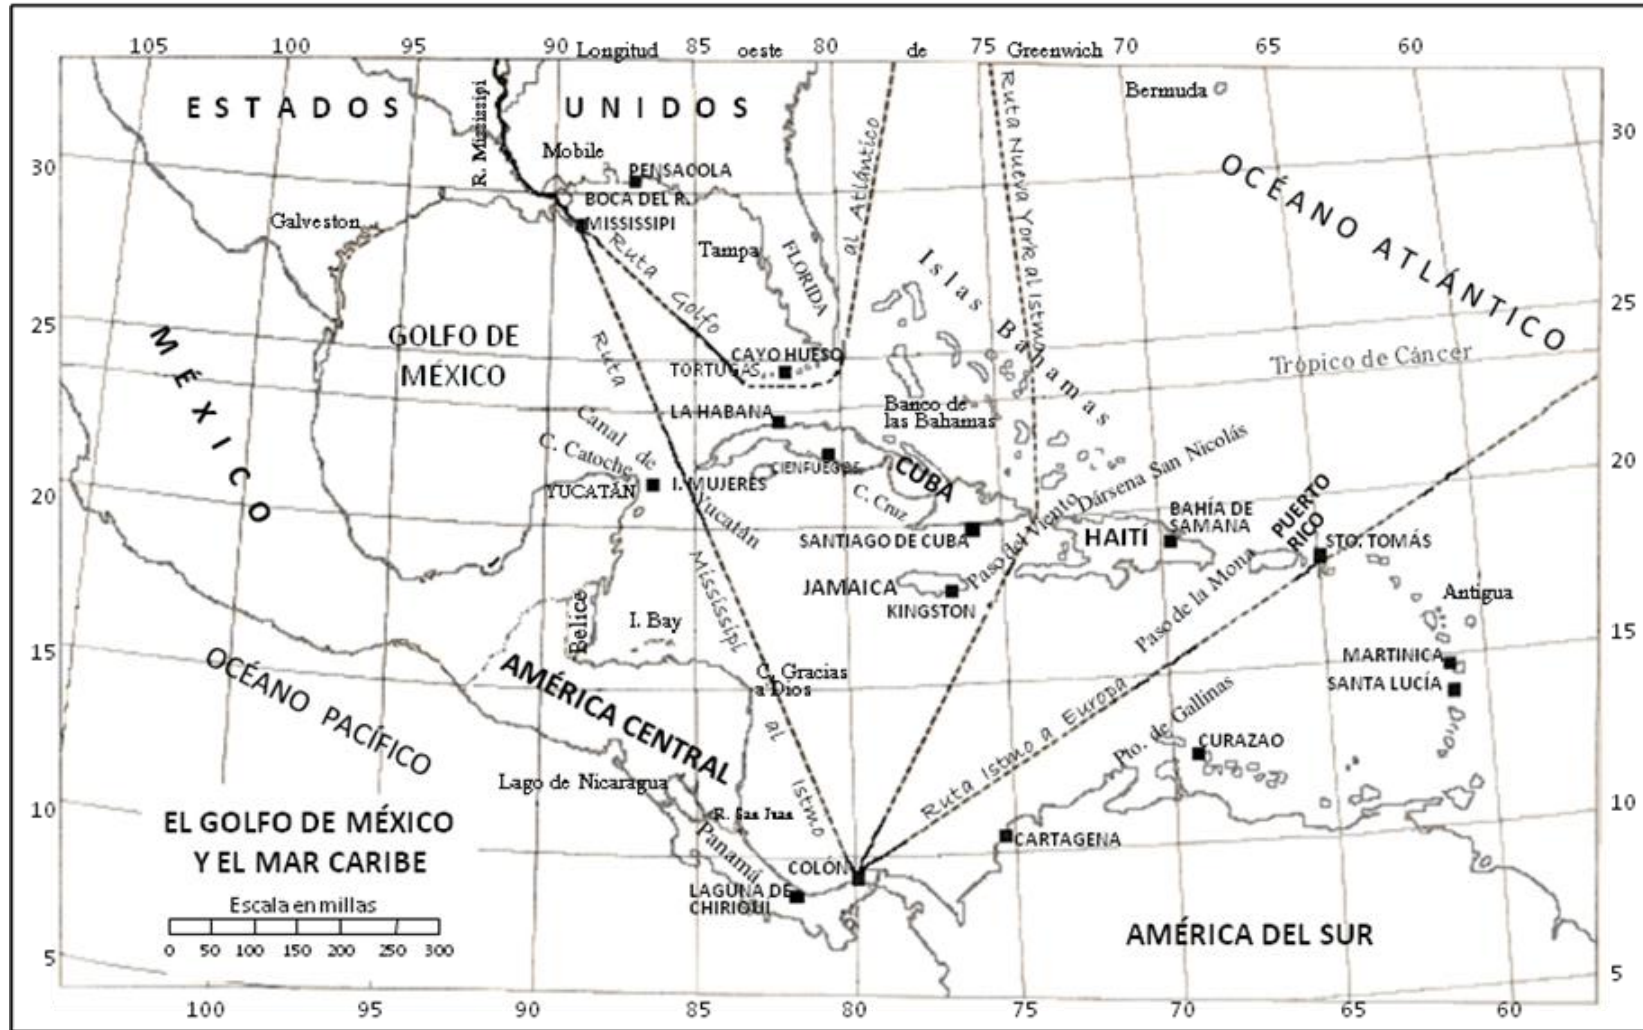 105 100 95 90 Longitud 85 oeste 80 de 75 Greenwich 70 65 60
ESTADOS UNIDOS
R. Mississipi
Bermuda
30
30
Mobile
PENSACOLA
BOCA DEL R.
MISSISSIPI
Galveston
Tampa
FLORIDA
al Atlántico
Ruta Nueva York al Istmo
OCÉANO ATLÁNTICO
Islas Bahamas
Ruta Golfo
25
25
MÉXICO
GOLFO DE
MÉXICO
CAYO HUESO
TORTUGAS
Trópico de Cáncer
Banco de
las Bahamas
LA HABANA
Canal de Yucatán
C. Catoche
YUCATÁN
I. MUJERES
CIENFUEGOS
CUBA
C. Cruz
20
20
SANTIAGO DE CUBA
Paso del Viento
Dársena San Nicolás
HAITÍ
BAHÍA DE
SAMANA
PUERTO
RICO
STO. TOMÁS
JAMAICA
KINGSTON
Paso de la Mona
Antigua
Belice
I. Bay
Ruta Mississipi al Istmo
15
15
MARTINICA
SANTA LUCÍA
OCÉANO PACÍFICO
AMÉRICA CENTRAL
C. Gracias
a Dios
Ruta Istmo a Europa
Pto. de Gallinas
CURAZAO
Lago de Nicaragua
R. San Juan
10
10
Panamá
CARTAGENA
COLÓN
LAGUNA DE
CHIRIQUI
AMÉRICA DEL SUR
EL GOLFO DE MÉXICO
Y EL MAR CARIBE
Escala en millas
0 50 100 150 200 250 300
5
5
100 95 90 85 80 75 70 65 60